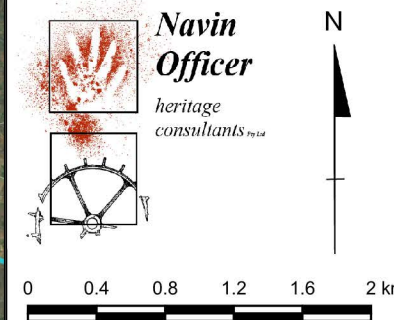 Navin
Officer
heritage
consultants Pty Ltd
N
0 0.4 0.8 1.2 1.6 2 km